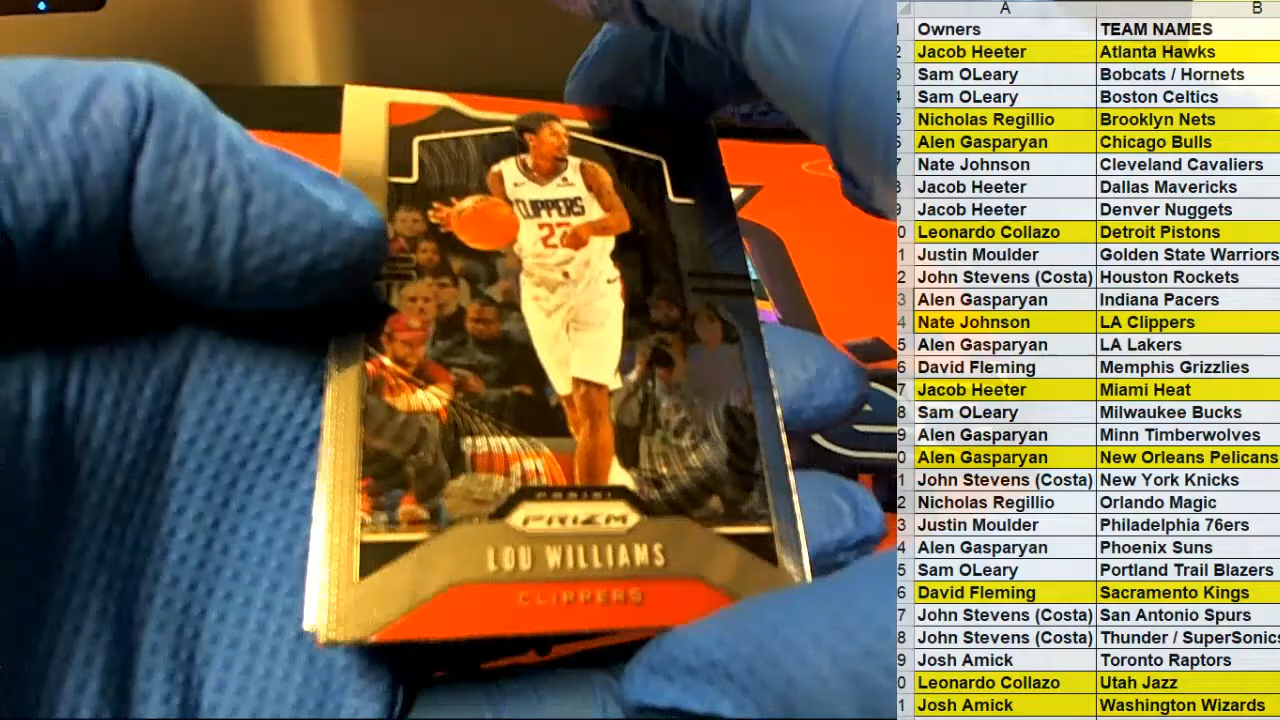 CLIPPERS
PANINI
PRIZM
LOU WILLIAMS
CLIPPERS
A B
Owners TEAM NAMES
Jacob Heeter Atlanta Hawks
Sam OLeary Bobcats / Hornets
Sam OLeary Boston Celtics
Nicholas Regillio Brooklyn Nets
Alen Gasparyan Chicago Bulls
Nate Johnson Cleveland Cavaliers
Jacob Heeter Dallas Mavericks
Jacob Heeter Denver Nuggets
Leonardo Collazo Detroit Pistons
Justin Moulder Golden State Warriors
John Stevens (Costa) Houston Rockets
Alen Gasparyan Indiana Pacers
Nate Johnson LA Clippers
Alen Gasparyan LA Lakers
David Fleming Memphis Grizzlies
Jacob Heeter Miami Heat
Sam OLeary Milwaukee Bucks
Alen Gasparyan Minn Timberwolves
Alen Gasparyan New Orleans Pelicans
John Stevens (Costa) New York Knicks
Nicholas Regillio Orlando Magic
Justin Moulder Philadelphia 76ers
Alen Gasparyan Phoenix Suns
Sam OLeary Portland Trail Blazers
David Fleming Sacramento Kings
John Stevens (Costa) San Antonio Spurs
John Stevens (Costa) Thunder / SuperSonics
Josh Amick Toronto Raptors
Leonardo Collazo Utah Jazz
Josh Amick Washington Wizards